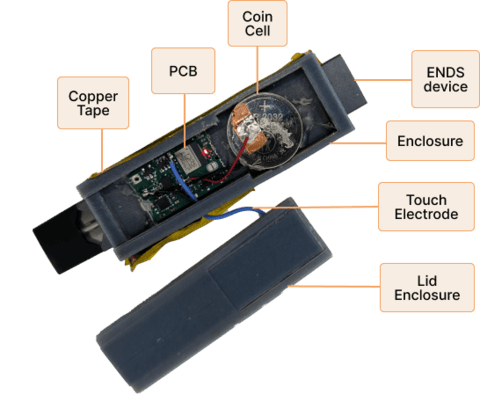 Coin
Cell
PCB
ENDS
device
Copper
Tape
Enclosure
Touch
Electrode
Lid
Enclosure